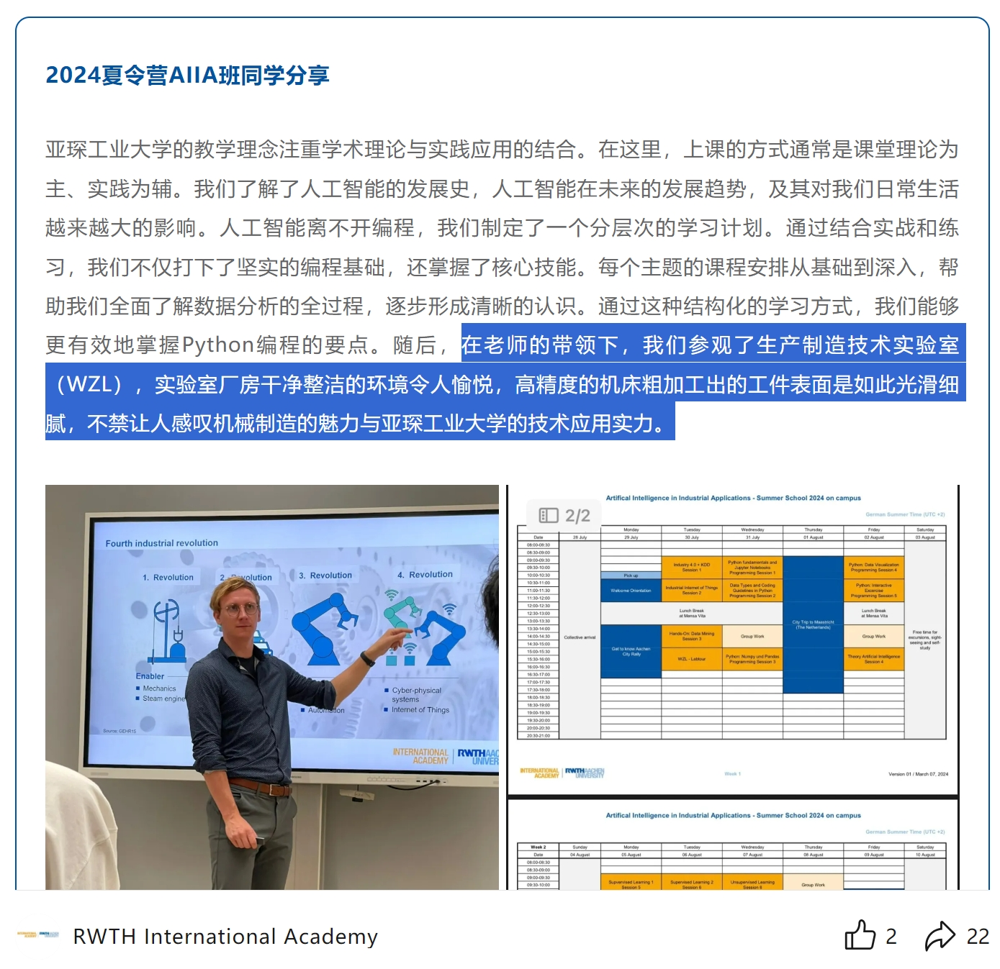 2024夏令营AIIA班同学分享
亚琛工业大学的教学理念注重学术理论与实践应用的结合。在这里，上课的方式通常是课堂理论为
主、实践为辅。我们了解了人工智能的发展史，人工智能在未来的发展趋势，及其对我们日常生活
越来越大的影响。人工智能离不开编程，我们制定了一个分层次的学习计划。通过结合实战和练
习，我们不仅打下了坚实的编程基础，还掌握了核心技能。每个主题的课程安排从基础到深入，帮
助我们全面了解数据分析的全过程，逐步形成清晰的认识。通过这种结构化的学习方式，我们能够
更有效地掌握Python编程的要点。随后，在老师的带领下，我们参观了生产制造技术实验室
（WZL），实验室厂房干净整洁的环境令人愉悦，高精度的机床粗加工出的工件表面是如此光滑细
腻，不禁让人感叹机械制造的魅力与亚琛工业大学的技术应用实力。
Fourth industrial revolution
1. Revolution
2. Revolution
3. Revolution
4. Revolution
Enabler
Mechanics
Steam engine
Automation
Cyber-physical
systems
Internet of Things
Source: GEHR15
INTERNATIONAL
ACADEMY
RWTH AAC
UNIVER
Artifical Intelligence in Industrial Applications - Summer School 2024 on campus
2/2
German Summer Time (UTC +2)
Monday Tuesday Wednesday Thursday Friday Saturday
Date 28 July 29 July 30 July 31 July 01 August 02 August 03 August
08:00-08:30
08:30-09:00
09:00-09:30
09:30-10:00
10:00-10:30
10:30-11:00
11:00-11:30
11:30-12:00
12:00-12:30
12:30-13:00
13:00-13:30
13:30-14:00
14:00-14:30
14:30-15:00
15:00-15:30
15:30-16:00
16:00-16:30
16:30-17:00
17:00-17:30
17:30-18:00
18:00-18:30
18:30-19:00
19:00-19:30
19:30-20:00
20:00-20:30
20:30-21:00
Collective arrival
Pick up
Welcome Orientation
Get to know Aachen
City Rally
Industry 4.0 + KDD
Session 1
Industrial Internet of Things
Session 2
Lunch Break
at Mensa Vita
Hands-On: Data Mining
Session 3
WZL - Labtour
Python fundamentals and
Jupyter Notebooks
Programming Session 1
Data Types and Coding
Guidelines in Python
Programming Session 2
Group Work
Python: Numpy und Pandas
Programming Session 3
City Trip to Maastricht
(The Netherlands)
Python: Data Visualization
Programming Session 4
Python: Interactive
Excercise
Programming Session 5
Lunch Break
at Mensa Vita
Group Work
Theory Artificial Intelligence
Session 4
Free time for
excursions, sight-
seeing and self-
study
INTERNATIONAL
ACADEMY
RWTH AACHEN
UNIVERSITY
Week 1
Version 01 / March 07, 2024
Artifical Intelligence in Industrial Applications - Summer School 2024 on campus
German Summer Time (UTC +2)
Week 2 Sunday Monday Tuesday Wednesday Thursday Friday Saturday
Date 04 August 05 August 06 August 07 August 08 August 09 August 10 August
08:00-08:30
08:30-09:00
09:00-09:30
09:30-10:00
Supvervised Learning 1
Session 5
Supervised Learning 2
Session 6
Unsupervised Learning
Session 8
Group Work
INTERNATIONAL
ACADEMY
RWTH AACHEN
UNIVERSITY
RWTH International Academy
2
22